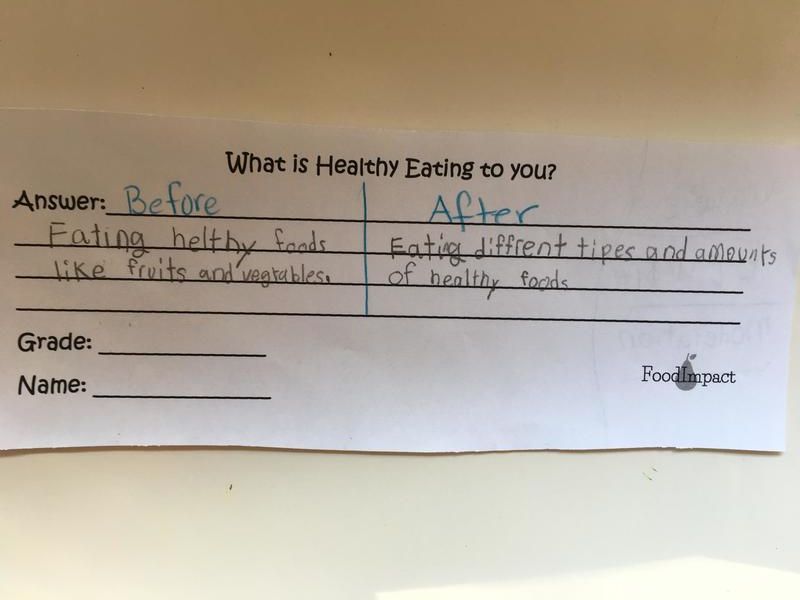 What is Healthy Eating to you?
Answer: Before
After
Eating helthy foods
like fruits and vegtables.
Eating diffrent tipes and amounts
of healthy foods
Grade:
Name:
FoodImpact